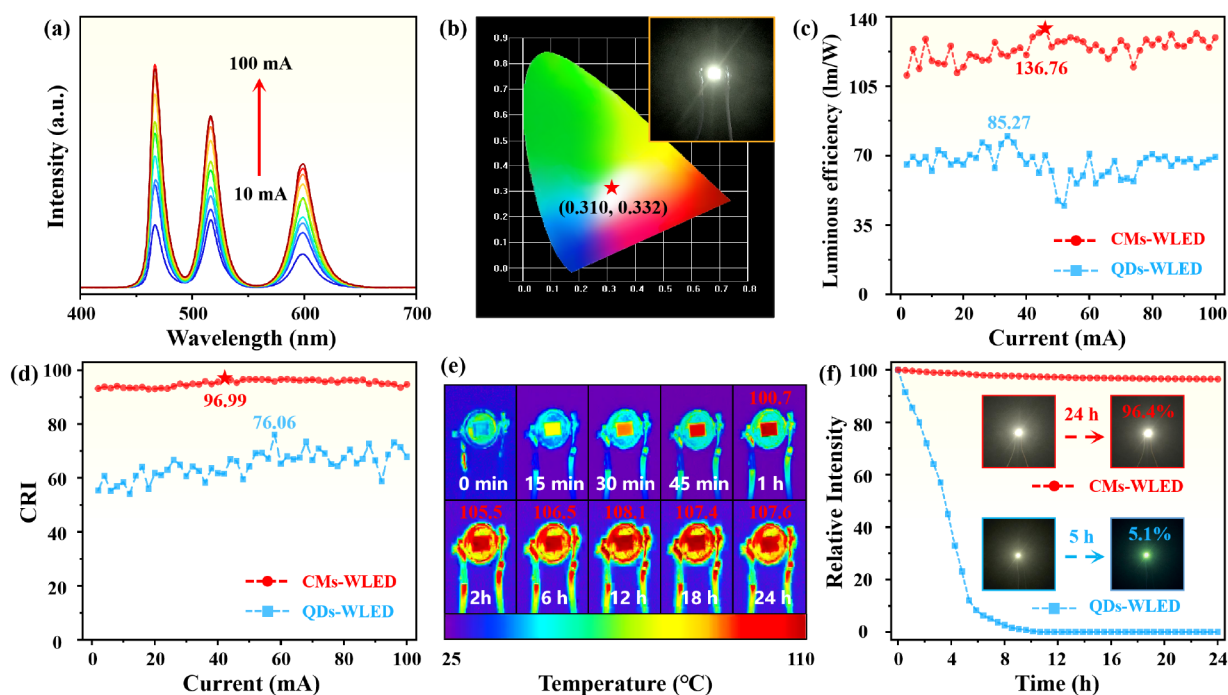 (a)
100 mA
10 mA
Intensity (a.u.)
400 500 600 700
Wavelength (nm)
(b)
0.9
0.8
0.7
0.6
0.5
0.4
0.3
0.2
0.1
0.0
0.0 0.1 0.2 0.3 0.4 0.5 0.6 0.7 0.8
(0.310, 0.332)
(c)
Luminous efficiency (lm/W)
140
105
70
35
0
136.76
85.27
CMs-WLED
QDs-WLED
0 20 40 60 80 100
Current (mA)
(d)
CRI
100
80
60
40
20
0
96.99
76.06
CMs-WLED
QDs-WLED
0 20 40 60 80 100
Current (mA)
(e)
100.7
0 min 15 min 30 min 45 min 1 h
105.5 106.5 108.1 107.4 107.6
2h 6 h 12 h 18 h 24 h
25 110
Temperature (°C)
(f)
Relative Intensity
100
80
60
40
20
0
24 h
96.4%
CMs-WLED
5 h
5.1%
QDs-WLED
0 4 8 12 16 20 24
Time (h)